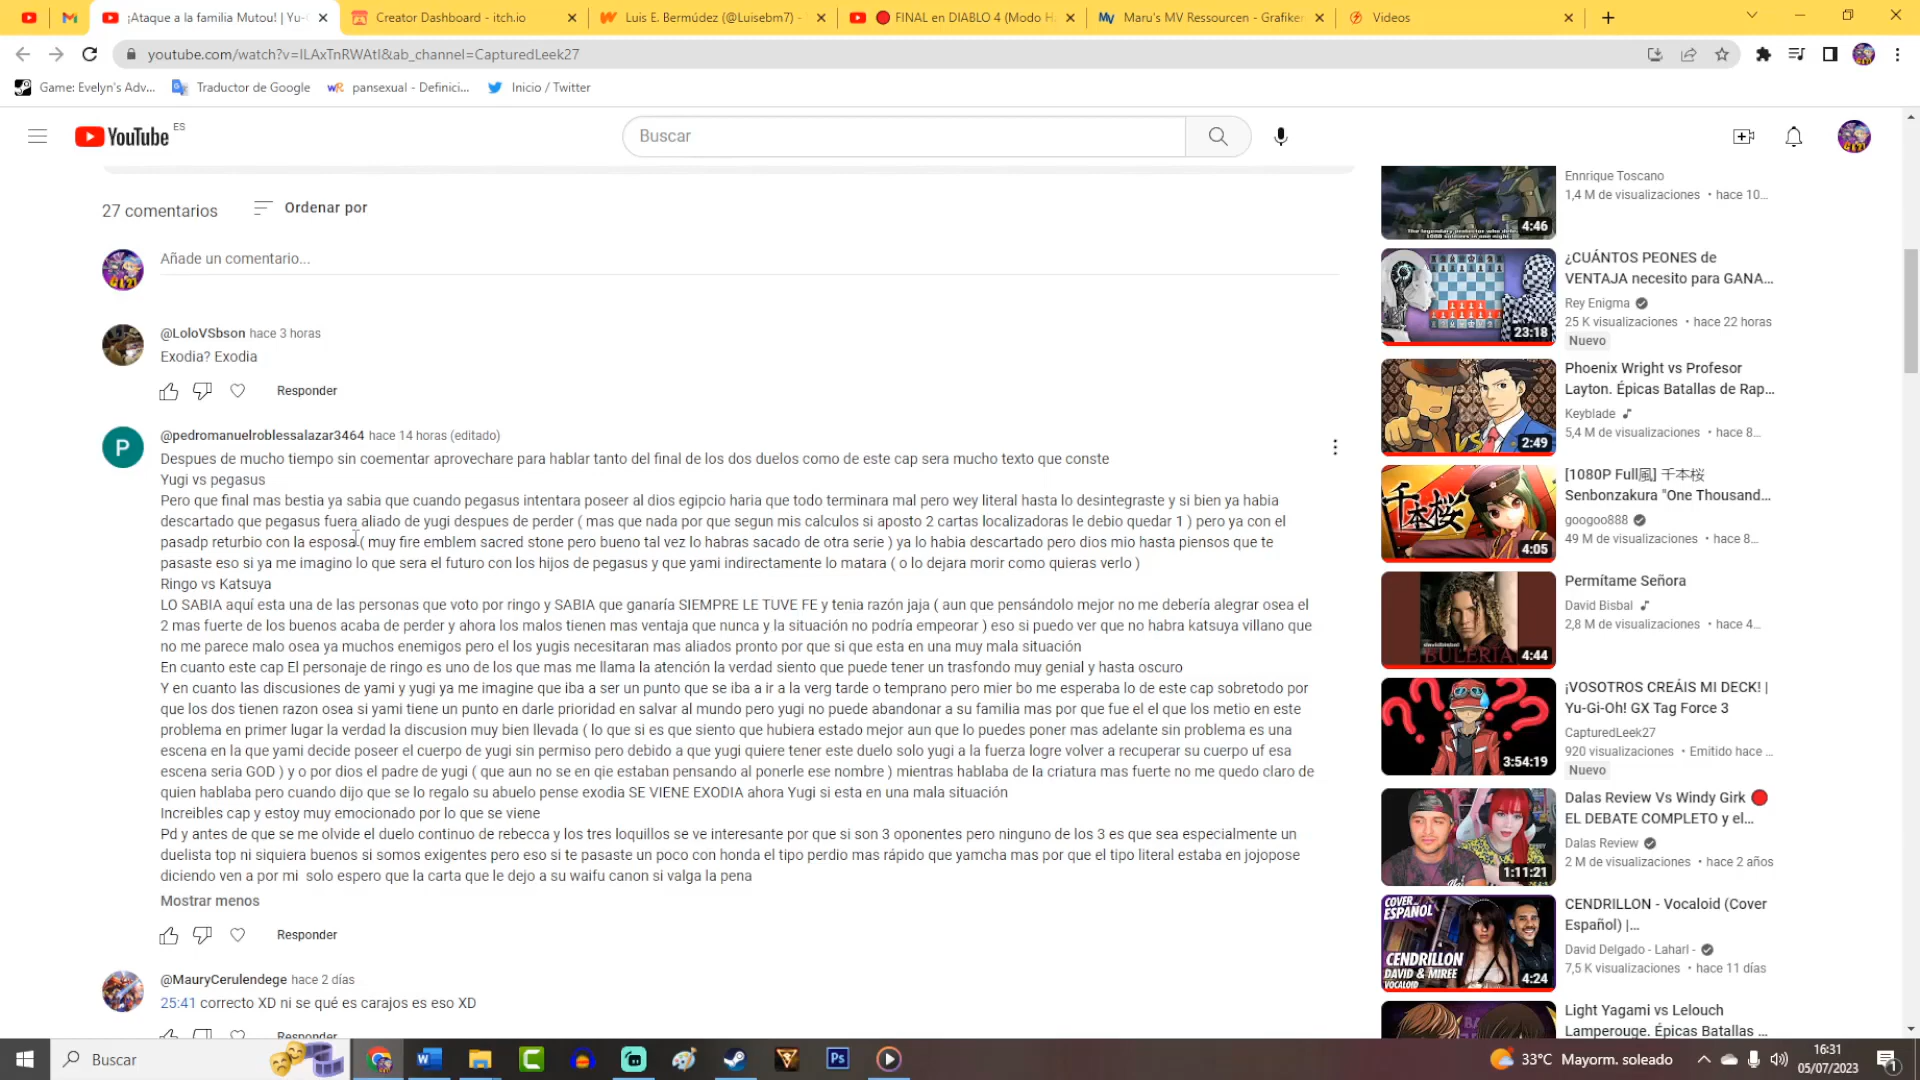 ¡Ataque a la familia Mutou! | Yu-G
Creator Dashboard - itch.io
Luis E. Bermúdez (@Luisebm7) -
FINAL en DIABLO 4 (Modo H
Maru's MV Ressourcen - Grafiker
Videos
youtube.com/watch?v=ILAxTnRWAtI&ab_channel=CapturedLeek27
Game: Evelyn's Adv...
Traductor de Google
pansexual - Definici...
Inicio / Twitter
YouTube ES
Buscar
27 comentarios
Ordenar por
Añade un comentario...
@LoloVSbson hace 3 horas
Exodia? Exodia
Responder
P
@pedromanuelroblessalazar3464 hace 14 horas (editado)
Despues de mucho tiempo sin coementar aprovechare para hablar tanto del final de los dos duelos como de este cap sera mucho texto que conste
Yugi vs pegasus
Pero que final mas bestia ya sabia que cuando pegasus intentara poseer al dios egipcio haria que todo terminara mal pero wey literal hasta lo desintegraste y si bien ya habia
descartado que pegasus fuera aliado de yugi despues de perder ( mas que nada por que segun mis calculos si aposto 2 cartas localizadoras le debio quedar 1 ) pero ya con el
pasadp returbio con la esposa ( muy fire emblem sacred stone pero bueno tal vez lo habras sacado de otra serie ) ya lo habia descartado pero dios mio hasta piensos que te
pasaste eso si ya me imagino lo que sera el futuro con los hijos de pegasus y que yami indirectamente lo matara ( o lo dejara morir como quieras verlo )
Ringo vs Katsuya
LO SABIA aquí esta una de las personas que voto por ringo y SABIA que ganaría SIEMPRE LE TUVE FE y tenia razón jaja ( aun que pensándolo mejor no me debería alegrar osea el
2 mas fuerte de los buenos acaba de perder y ahora los malos tienen mas ventaja que nunca y la situación no podría empeorar ) eso si puedo ver que no habra katsuya villano que
no me parece malo osea ya muchos enemigos pero el los yugis necesitaran mas aliados pronto por que si que esta en una muy mala situación
En cuanto este cap El personaje de ringo es uno de los que mas me llama la atención la verdad siento que puede tener un trasfondo muy genial y hasta oscuro
Y en cuanto las discusiones de yami y yugi ya me imagine que iba a ser un punto que se iba a ir a la verg tarde o temprano pero mier bo me esperaba lo de este cap sobretodo por
que los dos tienen razon osea si yami tiene un punto en darle prioridad en salvar al mundo pero yugi no puede abandonar a su familia mas por que fue el el que los metio en este
problema en primer lugar la verdad la discusion muy bien llevada ( lo que si es que siento que hubiera estado mejor aun que lo puedes poner mas adelante sin problema es una
escena en la que yami decide poseer el cuerpo de yugi sin permiso pero debido a que yugi quiere tener este duelo solo yugi a la fuerza logre volver a recuperar su cuerpo uf esa
escena seria GOD ) y o por dios el padre de yugi ( que aun no se en qie estaban pensando al ponerle ese nombre ) mientras hablaba de la criatura mas fuerte no me quedo claro de
quien hablaba pero cuando dijo que se lo regalo su abuelo pense exodia SE VIENE EXODIA ahora Yugi si esta en una mala situación
Increibles cap y estoy muy emocionado por lo que se viene
Pd y antes de que se me olvide el duelo continuo de rebecca y los tres loquillos se ve interesante por que si son 3 oponentes pero ninguno de los 3 es que sea especialmente un
duelista top ni siquiera buenos si somos exigentes pero eso si te pasaste un poco con honda el tipo perdio mas rápido que yamcha mas por que el tipo literal estaba en jojopose
diciendo ven a por mi solo espero que la carta que le dejo a su waifu canon si valga la pena
Mostrar menos
Responder
@MauryCerulendege hace 2 días
25:41 correcto XD ni se qué es carajos es eso XD
Responder
4:46
Ennrique Toscano
1,4 M de visualizaciones • hace 10...
23:18
¿CUÁNTOS PEONES de
VENTAJA necesito para GANA...
Rey Enigma
25 K visualizaciones • hace 22 horas
Nuevo
VS
2:49
Phoenix Wright vs Profesor
Layton. Épicas Batallas de Rap...
Keyblade
5,4 M de visualizaciones • hace 8...
千本桜
4:05
[1080P Full風] 千本桜
Senbonzakura "One Thousand...
googoo888
49 M de visualizaciones • hace 8...
BULERIA
4:44
Permítame Señora
David Bisbal
2,8 M de visualizaciones • hace 4...
3:54:19
¡VOSOTROS CREÁIS MI DECK! |
Yu-Gi-Oh! GX Tag Force 3
CapturedLeek27
920 visualizaciones • Emitido hace ...
Nuevo
1:11:21
Dalas Review Vs Windy Girk
EL DEBATE COMPLETO y el...
Dalas Review
2 M de visualizaciones • hace 2 años
COVER
ESPAÑOL
CENDRILLON
DAVID & MIREE
VOCALOID
4:24
CENDRILLON - Vocaloid (Cover
Español) |...
David Delgado - Laharl -
7,5 K visualizaciones • hace 11 días
Light Yagami vs Lelouch
Lamperouge. Épicas Batallas ...
Buscar
33°C Mayorm. soleado
16:31
05/07/2023